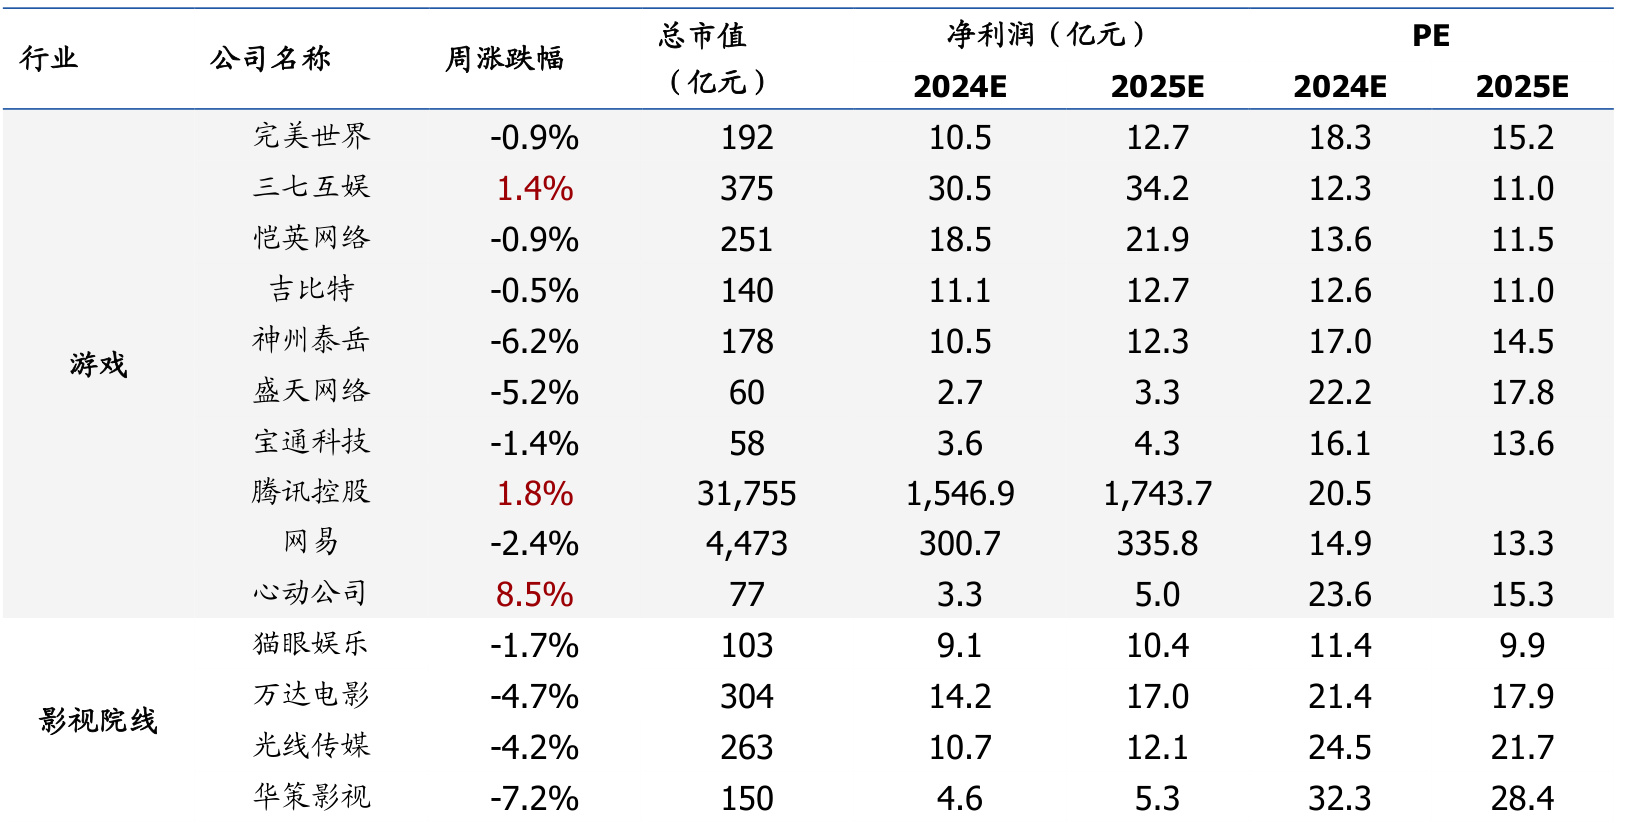 行业 公司名称 周涨跌幅 总市值（亿元） 净利润（亿元） PE
2024E 2025E 2024E 2025E
游戏
完美世界 -0.9% 192 10.5 12.7 18.3 15.2
三七互娱 1.4% 375 30.5 34.2 12.3 11.0
恺英网络 -0.9% 251 18.5 21.9 13.6 11.5
吉比特 -0.5% 140 11.1 12.7 12.6 11.0
神州泰岳 -6.2% 178 10.5 12.3 17.0 14.5
盛天网络 -5.2% 60 2.7 3.3 22.2 17.8
宝通科技 -1.4% 58 3.6 4.3 16.1 13.6
腾讯控股 1.8% 31,755 1,546.9 1,743.7 20.5
网易 -2.4% 4,473 300.7 335.8 14.9 13.3
心动公司 8.5% 77 3.3 5.0 23.6 15.3
影视院线
猫眼娱乐 -1.7% 103 9.1 10.4 11.4 9.9
万达电影 -4.7% 304 14.2 17.0 21.4 17.9
光线传媒 -4.2% 263 10.7 12.1 24.5 21.7
华策影视 -7.2% 150 4.6 5.3 32.3 28.4